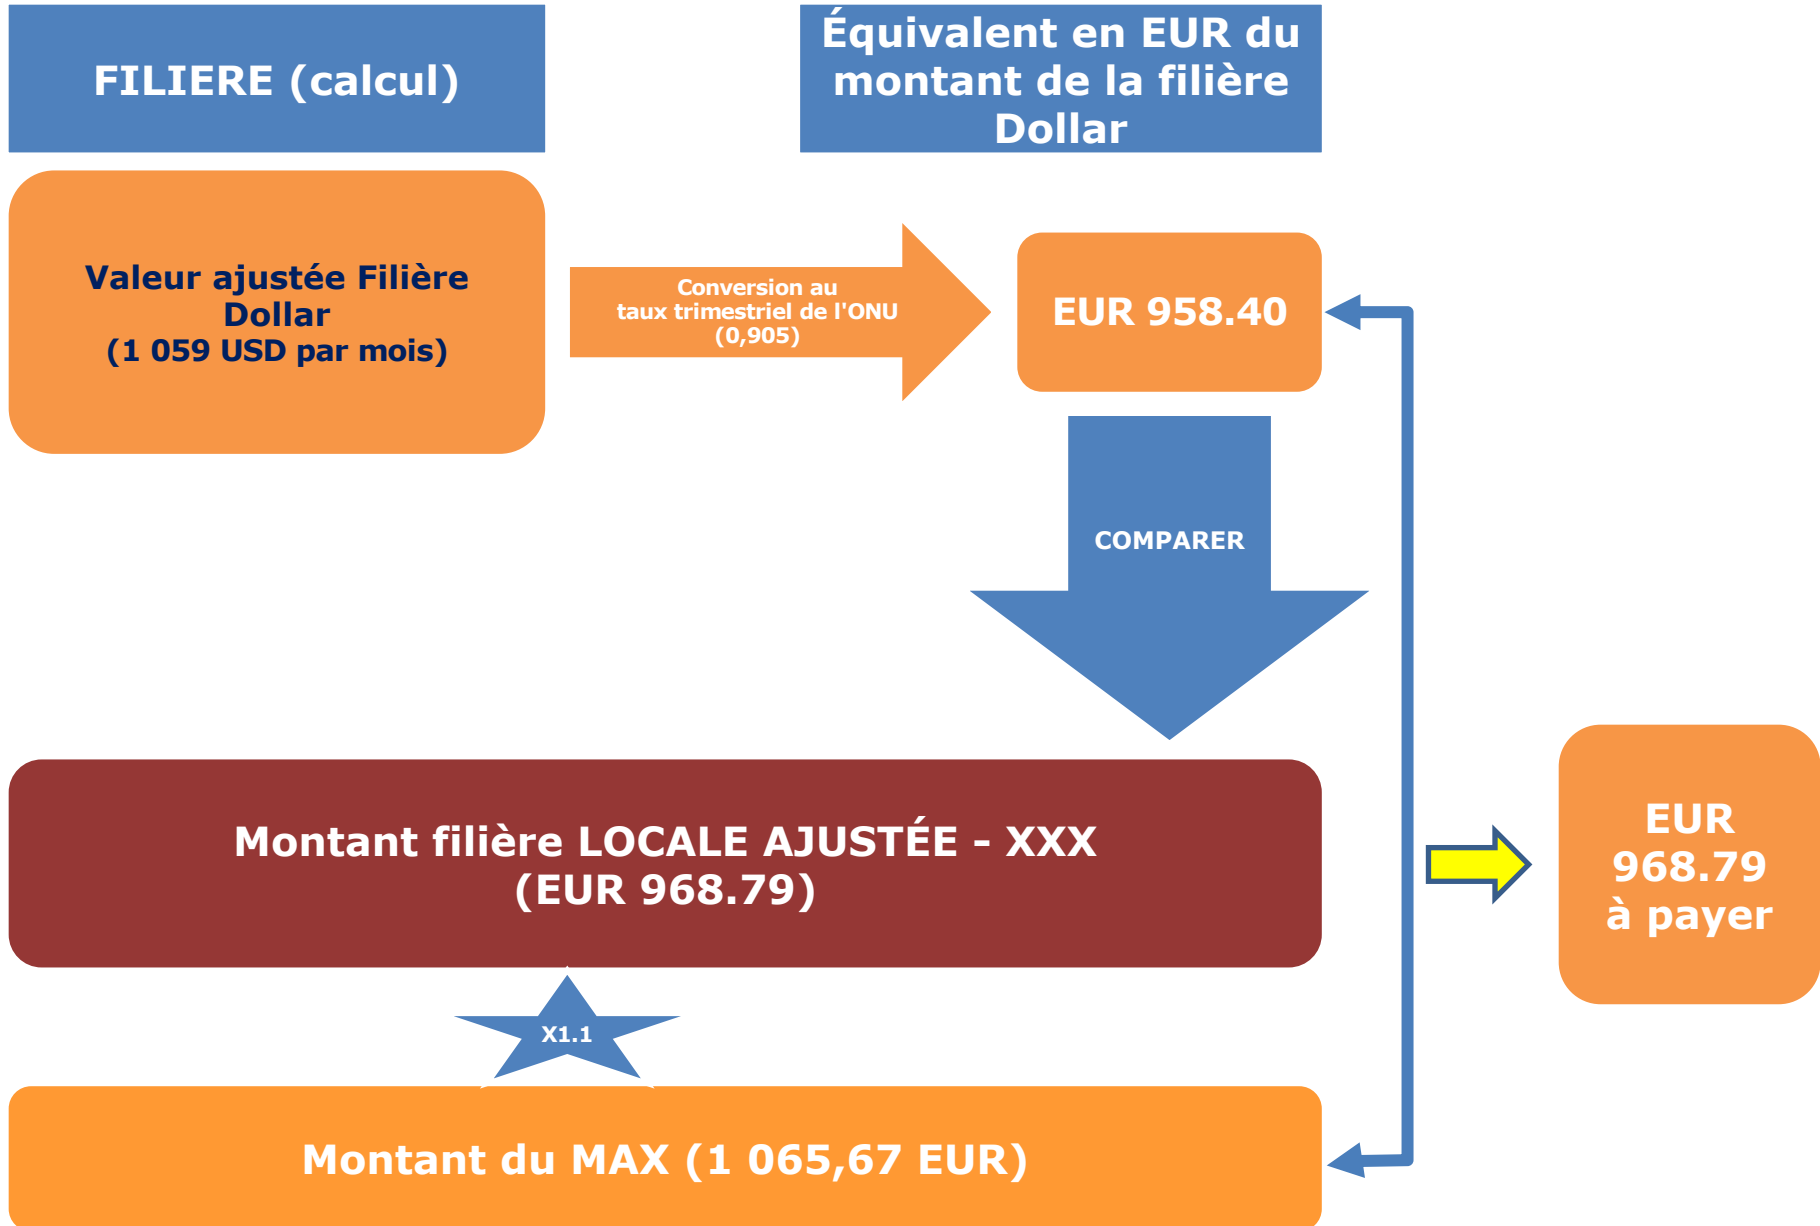 FILIERE (calcul)
Équivalent en EUR du
montant de la filière
Dollar
Valeur ajustée Filière
Dollar
(1 059 USD par mois)
Conversion au
taux trimestriel de l'ONU
(0,905)
EUR 958.40
COMPARER
Montant filière LOCALE AJUSTÉE – XXX
(EUR 968.79)
EUR
968.79
à payer
X1.1
Montant du MAX (1 065,67 EUR)